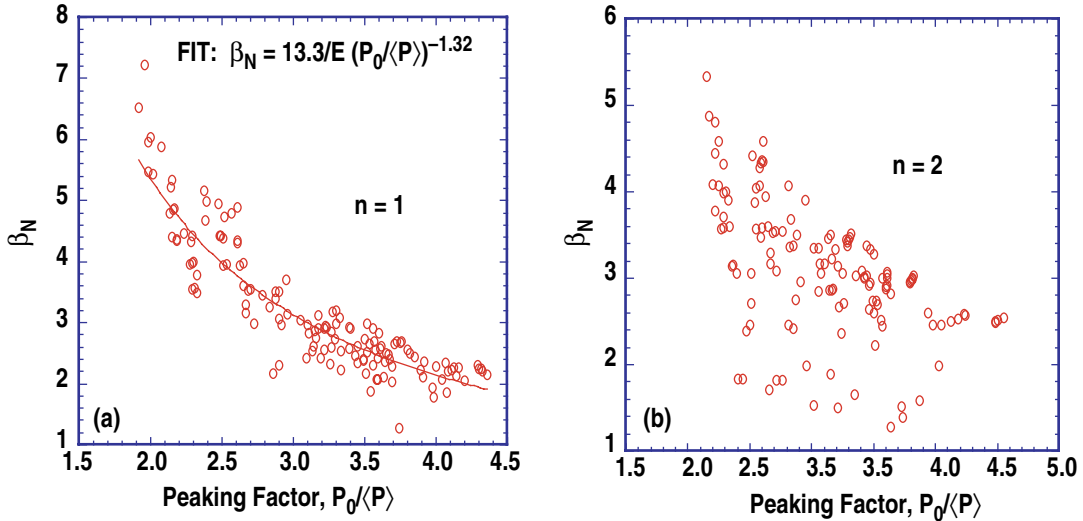 8
7
6
5
4
3
2
1
β_N
FIT: β_N = 13.3/E (P₀/⟨P⟩)^–1.32
n = 1
(a)
1.5 2.0 2.5 3.0 3.5 4.0 4.5
Peaking Factor, P₀/⟨P⟩
6
5
4
3
2
1
β_N
n = 2
(b)
1.5 2.0 2.5 3.5 3.5 4.0 4.5 5.0
Peaking Factor, P₀/⟨P⟩